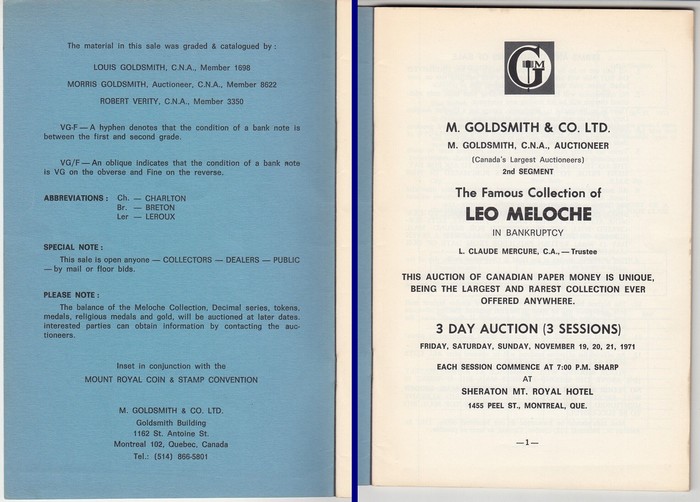 The material in this sale was graded & catalogued by :
LOUIS GOLDSMITH, C.N.A., Member 1698
MORRIS GOLDSMITH, Auctioneer, C.N.A., Member 8622
ROBERT VERITY, C.N.A., Member 3350
VG-F — A hyphen denotes that the condition of a bank note is
between the first and second grade.
VG/F — An oblique indicates that the condition of a bank note
is VG on the obverse and Fine on the reverse.
ABBREVIATIONS : Ch. — CHARLTON
Br. — BRETON
Ler — LEROUX
SPECIAL NOTE :
This sale is open anyone — COLLECTORS — DEALERS — PUBLIC
— by mail or floor bids.
PLEASE NOTE :
The balance of the Meloche Collection, Decimal series, tokens,
medals, religious medals and gold, will be auctioned at later dates.
interested parties can obtain information by contacting the auc-
tioneers.
Inset in conjunction with the
MOUNT ROYAL COIN & STAMP CONVENTION
M. GOLDSMITH & CO. LTD.
Goldsmith Building
1162 St. Antoine St.
Montreal 102, Quebec, Canada
Tel.: (514) 866-5801
GM
M. GOLDSMITH & CO. LTD.
M. GOLDSMITH, C.N.A., AUCTIONEER
(Canada's Largest Auctioneers)
2nd SEGMENT
The Famous Collection of
LEO MELOCHE
IN BANKRUPTCY
L. CLAUDE MERCURE, C.A., — Trustee
THIS AUCTION OF CANADIAN PAPER MONEY IS UNIQUE,
BEING THE LARGEST AND RAREST COLLECTION EVER
OFFERED ANYWHERE.
3 DAY AUCTION (3 SESSIONS)
FRIDAY, SATURDAY, SUNDAY, NOVEMBER 19, 20, 21, 1971
EACH SESSION COMMENCE AT 7:00 P.M. SHARP
AT
SHERATON MT. ROYAL HOTEL
1455 PEEL ST., MONTREAL, QUE.
— 1 —